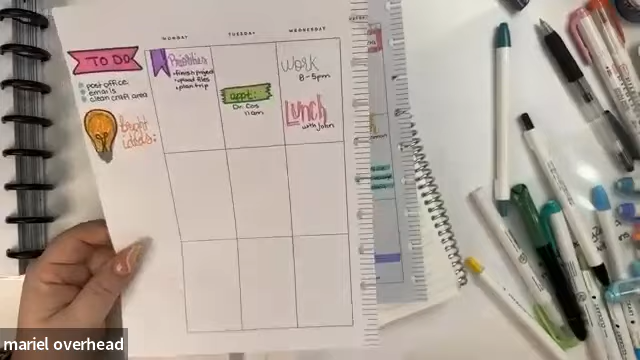 MONDAY TUESDAY WEDNESDAY
TO DO
post office
emails
clean craft area
Bright
ideas:
Priorities
• finish project
• upload files
• plan trip
appt:
Dr. Cos
11am
Work
8-5pm
Lunch
with John
mariel overhead